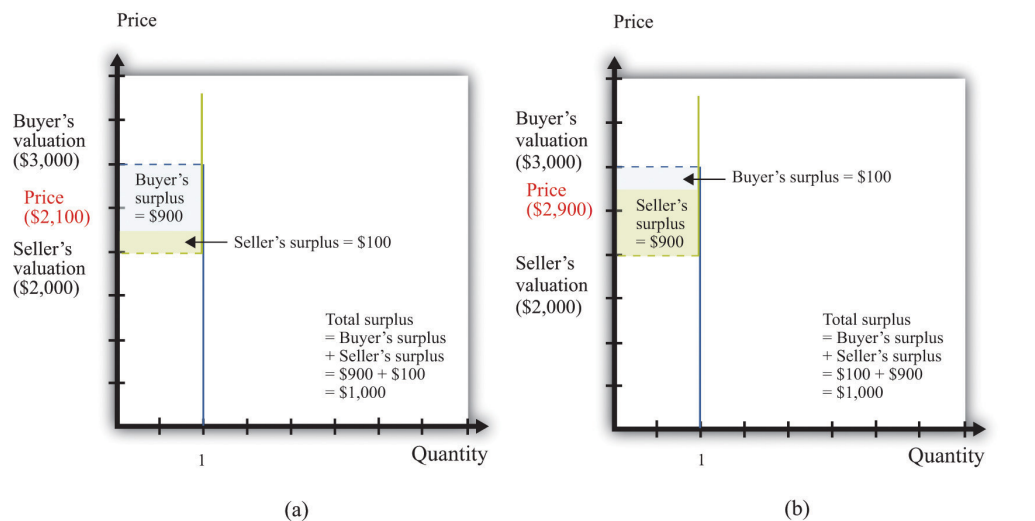 Price
Buyer's
valuation
($3,000)
Price
($2,100)
Seller's
valuation
($2,000)
Buyer's
surplus
= $900
Seller's surplus = $100
Total surplus
= Buyer's surplus
+ Seller's surplus
= $900 + $100
= $1,000
1
Quantity
(a)
Price
Buyer's
valuation
($3,000)
Price
($2,900)
Seller's
valuation
($2,000)
Buyer's surplus = $100
Seller's
surplus
= $900
Total surplus
= Buyer's surplus
+ Seller's surplus
= $100 + $900
= $1,000
1
Quantity
(b)